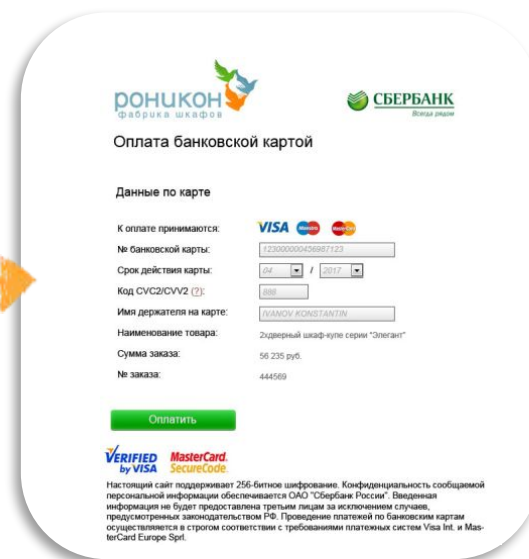 РОНИКОН
фабрика шкафов
СБЕРБАНК
Всегда рядом
Оплата банковской картой
Данные по карте
К оплате принимаются: VISA Maestro MasterCard
№ банковской карты: 12300000456987123
Срок действия карты: 04 / 2017
Код CVC2/CVV2 (?): 888
Имя держателя на карте: IVANOV KONSTANTIN
Наименование товара: 2хдверный шкаф-купе серии "Элегант"
Сумма заказа: 56 235 руб.
№ заказа: 444569
Оплатить
VERIFIED by VISA MasterCard. SecureCode.
Настоящий сайт поддерживает 256-битное шифрование. Конфиденциальность сообщаемой
персональной информации обеспечивается ОАО "Сбербанк России". Введенная
информация не будет предоставлена третьим лицам за исключением случаев,
предусмотренных законодательством РФ. Проведение платежей по банковским картам
осуществляяется в строгом соответствии с требованиями платежных систем Visa Int. и Mas-
terCard Europe Sprl.